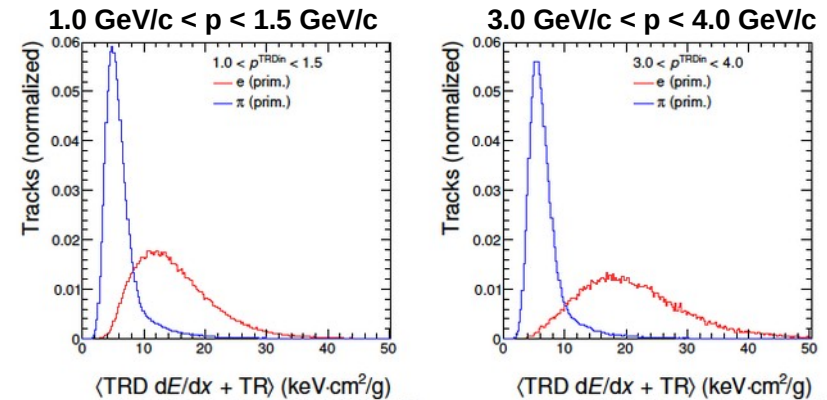 1.0 GeV/c < p < 1.5 GeV/c
Tracks (normalized)
0.06
0.05
0.04
0.03
0.02
0.01
0
1.0 < p^TRDin < 1.5
e (prim.)
π (prim.)
0 10 20 30 40 50
⟨TRD dE/dx + TR⟩ (keV·cm²/g)
3.0 GeV/c < p < 4.0 GeV/c
Tracks (normalized)
0.06
0.05
0.04
0.03
0.02
0.01
0
3.0 < p^TRDin < 4.0
e (prim.)
π (prim.)
0 10 20 30 40 50
⟨TRD dE/dx + TR⟩ (keV·cm²/g)